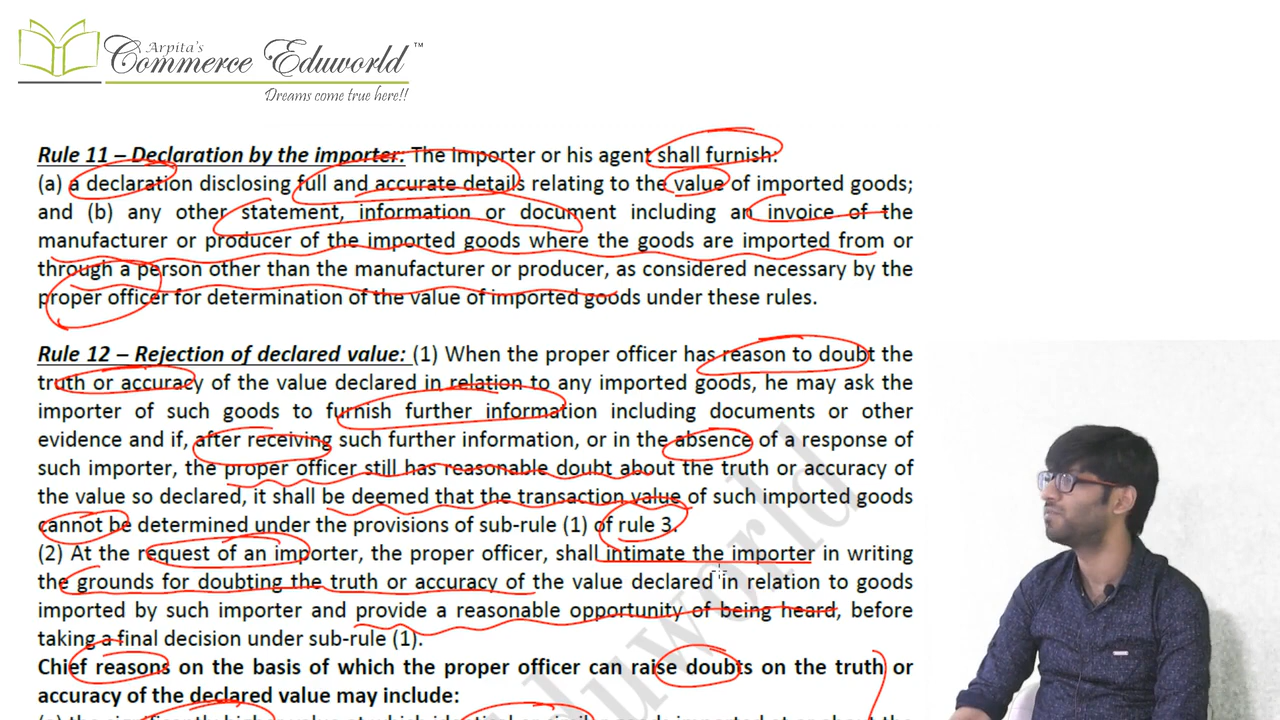 Arpita's
Commerce Eduworld™
Dreams come true here!!
Rule 11 – Declaration by the importer: The Importer or his agent shall furnish:
(a) a declaration disclosing full and accurate details relating to the value of imported goods;
and (b) any other statement, information or document including an invoice of the
manufacturer or producer of the imported goods where the goods are imported from or
through a person other than the manufacturer or producer, as considered necessary by the
proper officer for determination of the value of imported goods under these rules.
Rule 12 – Rejection of declared value: (1) When the proper officer has reason to doubt the
truth or accuracy of the value declared in relation to any imported goods, he may ask the
importer of such goods to furnish further information including documents or other
evidence and if, after receiving such further information, or in the absence of a response of
such importer, the proper officer still has reasonable doubt about the truth or accuracy of
the value so declared, it shall be deemed that the transaction value of such imported goods
cannot be determined under the provisions of sub-rule (1) of rule 3.
(2) At the request of an importer, the proper officer, shall intimate the importer in writing
the grounds for doubting the truth or accuracy of the value declared in relation to goods
imported by such importer and provide a reasonable opportunity of being heard, before
taking a final decision under sub-rule (1).
Chief reasons on the basis of which the proper officer can raise doubts on the truth or
accuracy of the declared value may include: